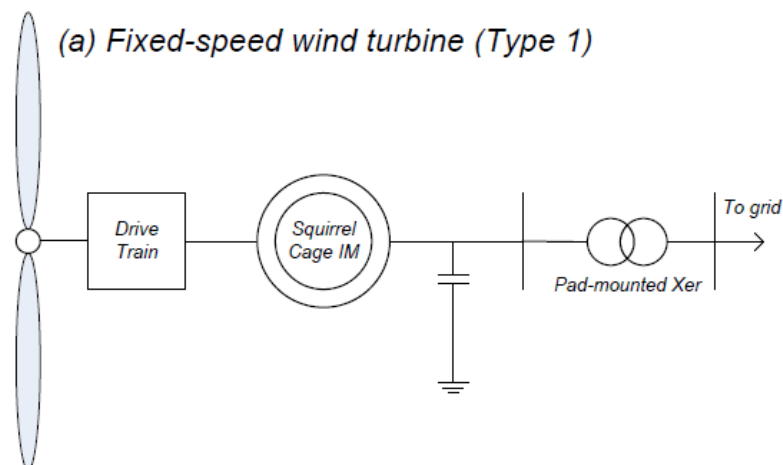 (a) Fixed-speed wind turbine (Type 1)
Drive
Train
Squirrel
Cage IM
To grid
Pad-mounted Xer